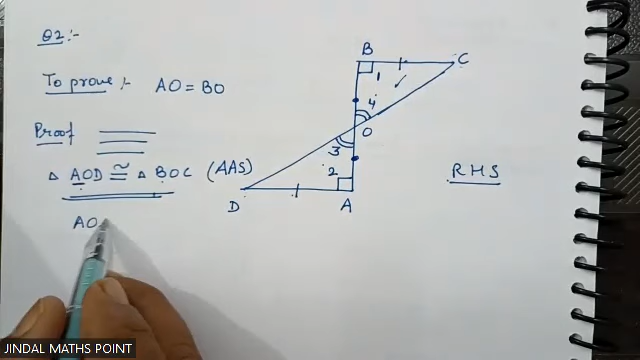 Q2:-
To prove:- AO = BO
Proof
△ AOD ≅ △ BOC (AAS)
AO
B
C
1
4
O
3
2
D
A
RHS
JINDAL MATHS POINT